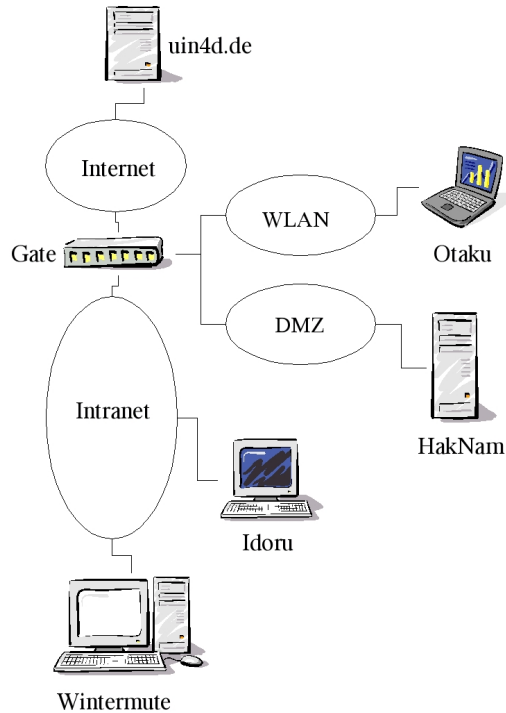 uin4d.de
Internet
WLAN
Gate
Otaku
DMZ
Intranet
HakNam
Idoru
Wintermute